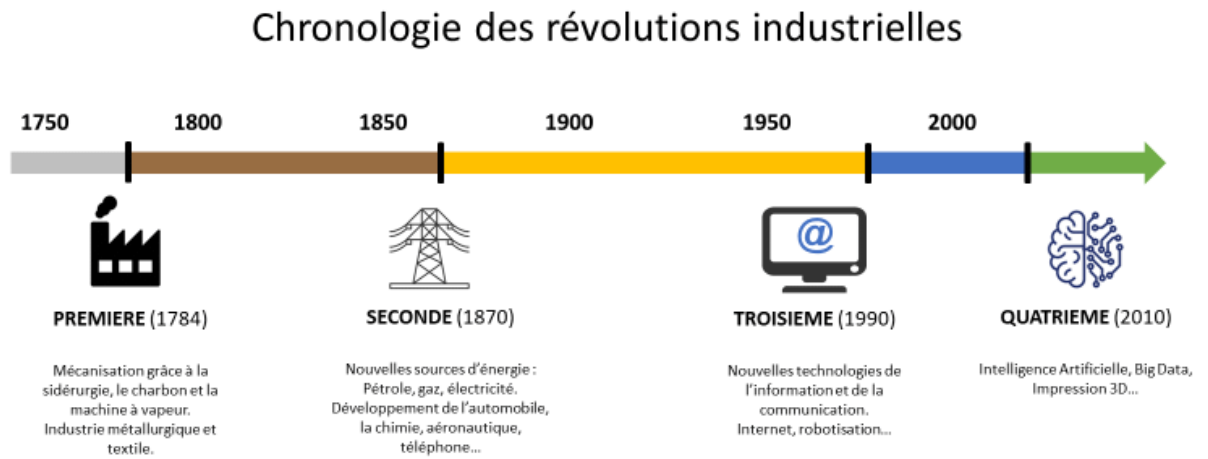 Chronologie des révolutions industrielles
1750 1800 1850 1900 1950 2000
@
PREMIERE (1784)
Mécanisation grâce à la
sidérurgie, le charbon et la
machine à vapeur.
Industrie métallurgique et
textile.
SECONDE (1870)
Nouvelles sources d'énergie :
Pétrole, gaz, électricité.
Développement de l'automobile,
la chimie, aéronautique,
téléphone...
TROISIEME (1990)
Nouvelles technologies de
l'information et de la
communication.
Internet, robotisation...
QUATRIEME (2010)
Intelligence Artificielle, Big Data,
Impression 3D...